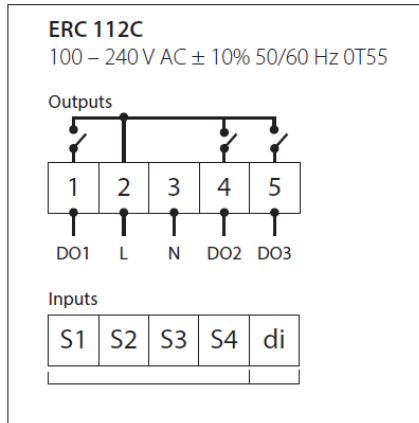 ERC 112C
100 – 240 V AC ± 10% 50/60 Hz 0T55
Outputs
1 2 3 4 5
DO1 L N DO2 DO3
Inputs
S1 S2 S3 S4 di